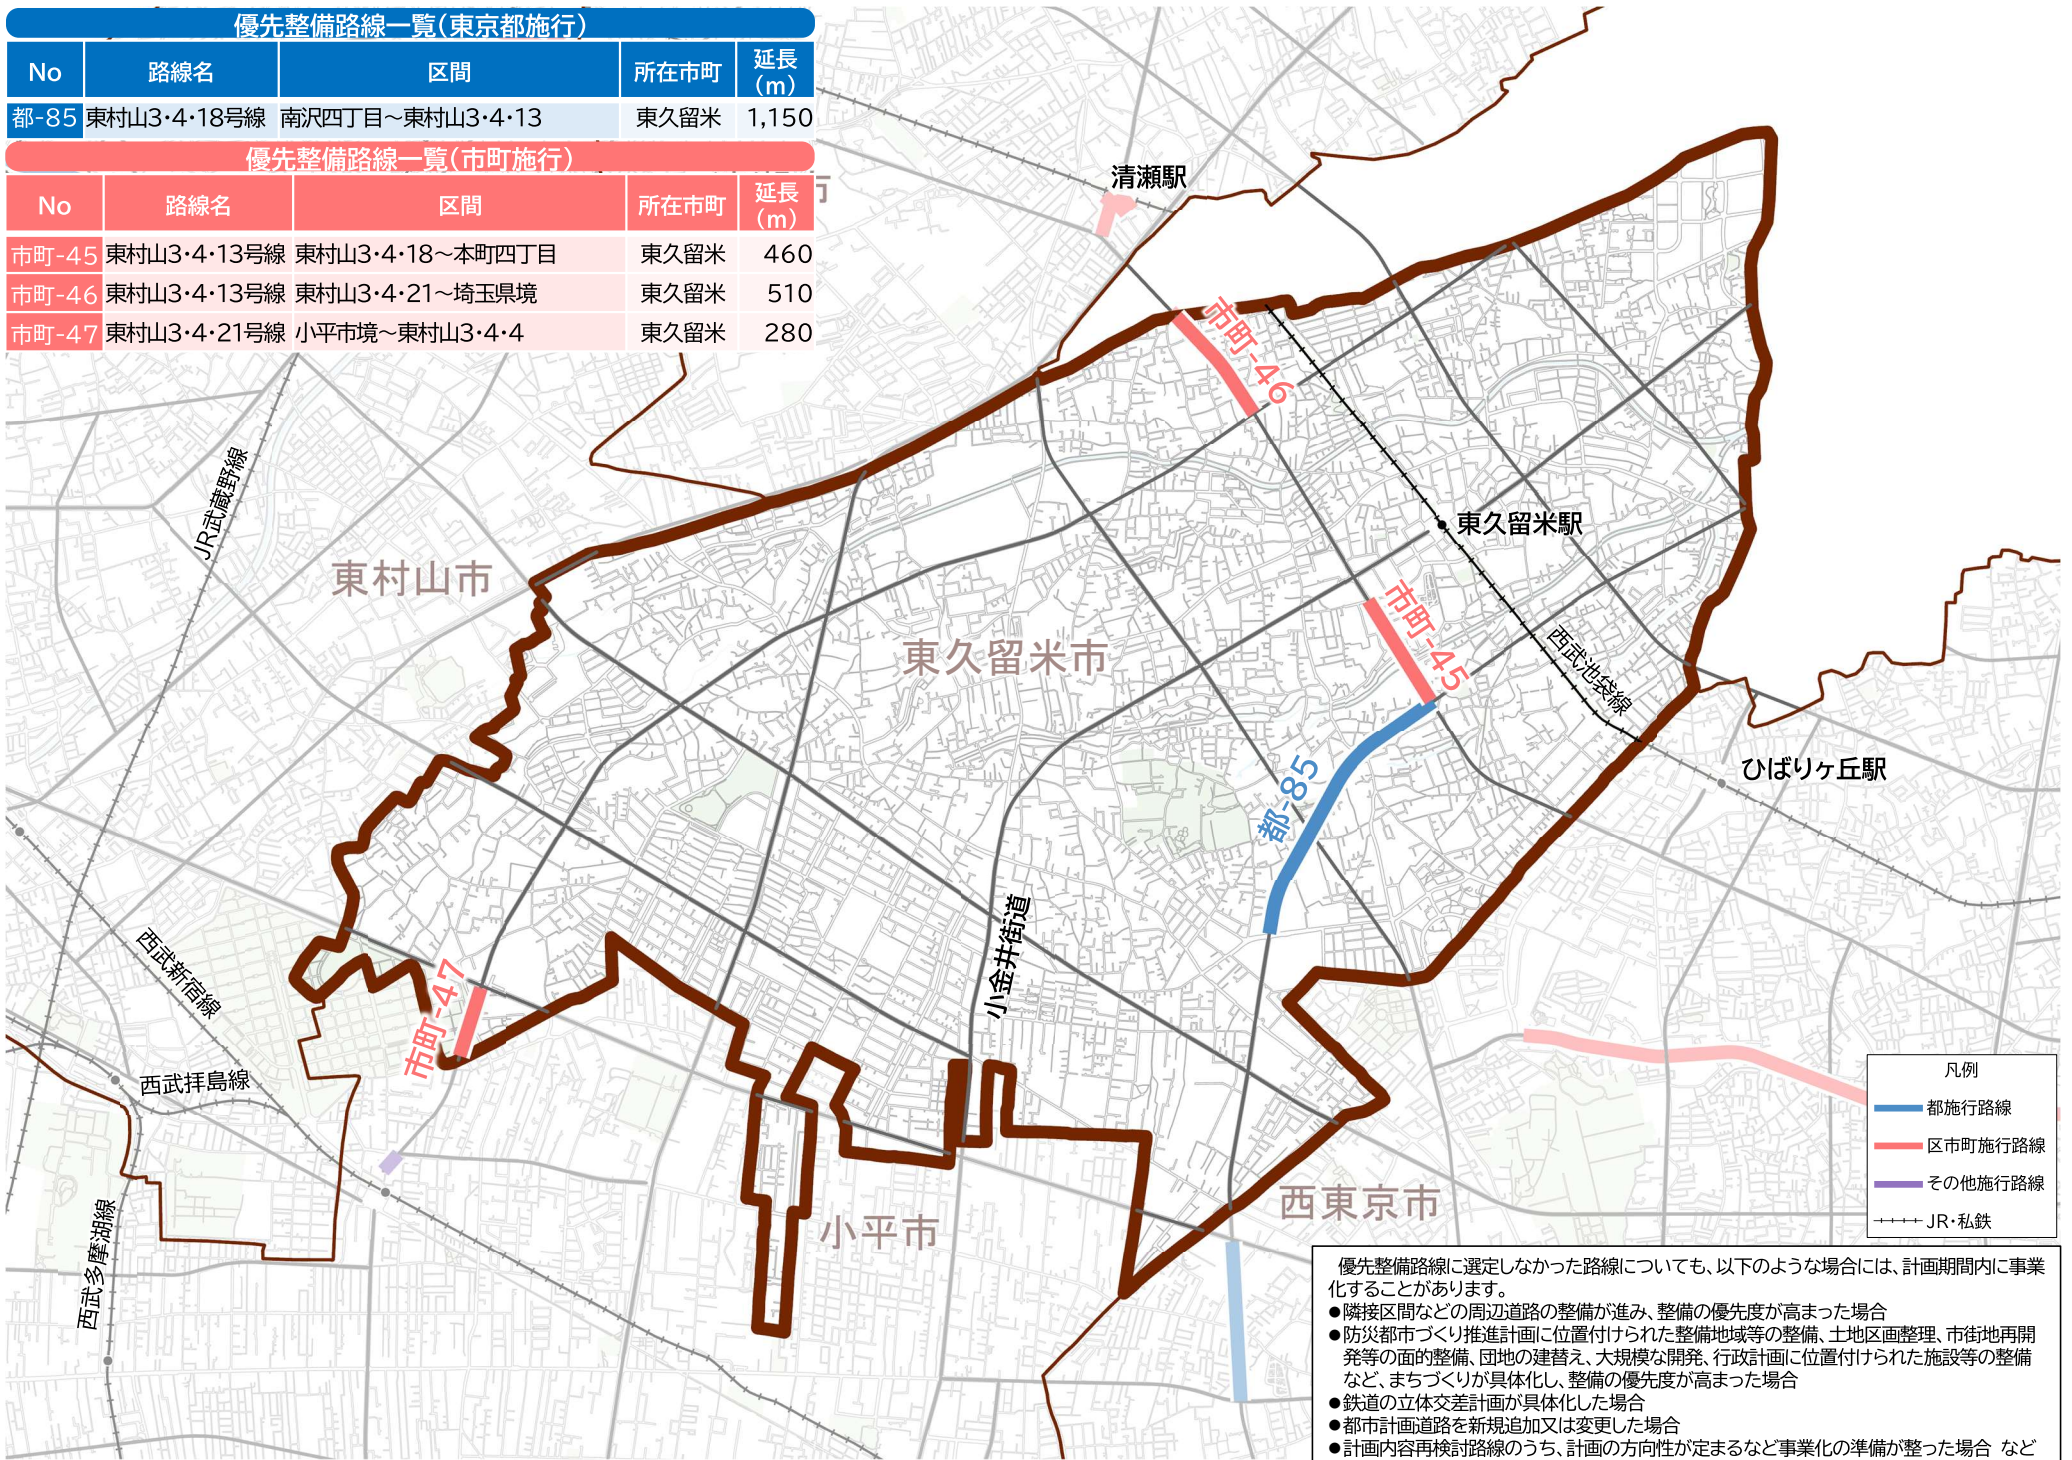 優先整備路線一覧（東京都施行）
No 路線名 区間 所在市町 延長（m）
都-85 東村山3・4・18号線 南沢四丁目～東村山3・4・13 東久留米 1,150
優先整備路線一覧（市町施行）
No 路線名 区間 所在市町 延長（m）
市町-45 東村山3・4・13号線 東村山3・4・18～本町四丁目 東久留米 460
市町-46 東村山3・4・13号線 東村山3・4・21～埼玉県境 東久留米 510
市町-47 東村山3・4・21号線 小平市境～東村山3・4・4 東久留米 280
清瀬駅
市町-46
JR武蔵野線
東久留米駅
東村山市
東久留米市
市町-45
西武池袋線
ひばりヶ丘駅
都-85
小金井街道
西武新宿線
市町-47
西武拝島線
西武多摩湖線
小平市
西東京市
凡例
都施行路線
区市町施行路線
その他施行路線
JR・私鉄
優先整備路線に選定しなかった路線についても、以下のような場合には、計画期間内に事業
化することがあります。
●隣接区間などの周辺道路の整備が進み、整備の優先度が高まった場合
●防災都市づくり推進計画に位置付けられた整備地域等の整備、土地区画整理、市街地再開
発等の面的整備、団地の建替え、大規模な開発、行政計画に位置付けられた施設等の整備
など、まちづくりが具体化し、整備の優先度が高まった場合
●鉄道の立体交差計画が具体化した場合
●都市計画道路を新規追加又は変更した場合
●計画内容再検討路線のうち、計画の方向性が定まるなど事業化の準備が整った場合 など